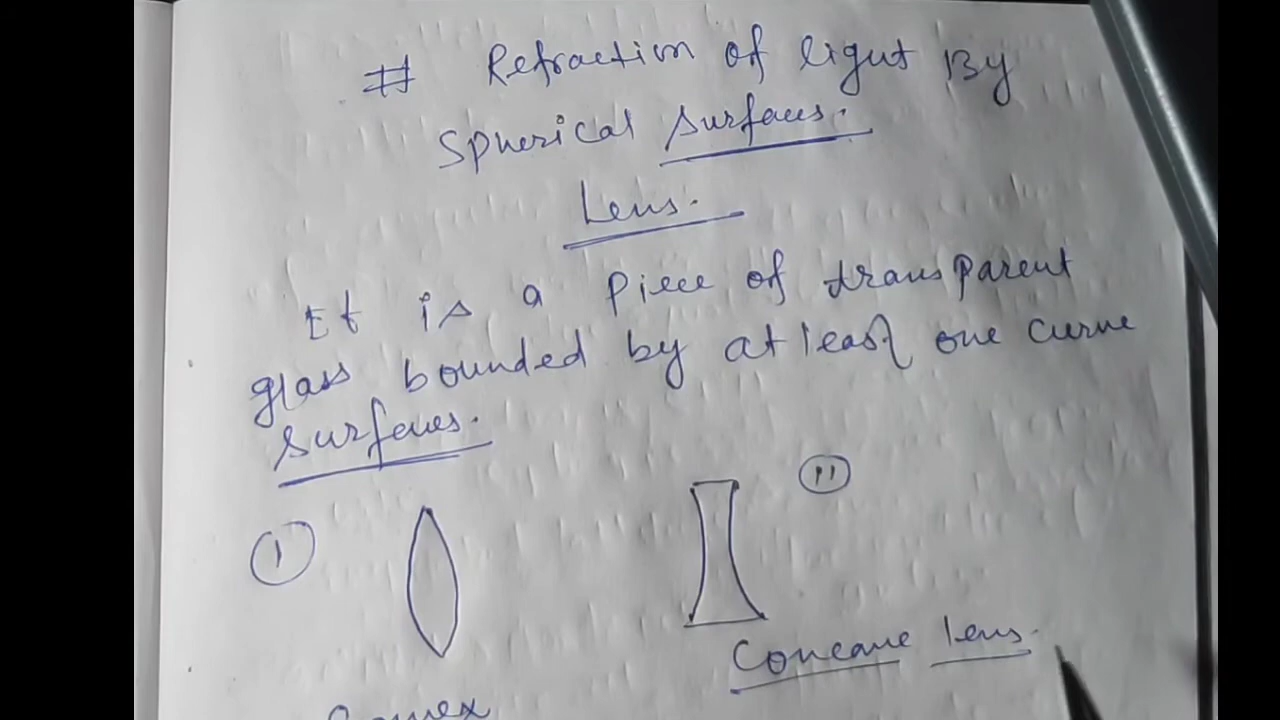 # Refraction of light By
Spherical surfaces.
Lens.
It is a piece of transparent
glass bounded by at least one curve
surfaces.
I
II
Concave lens.
Convex